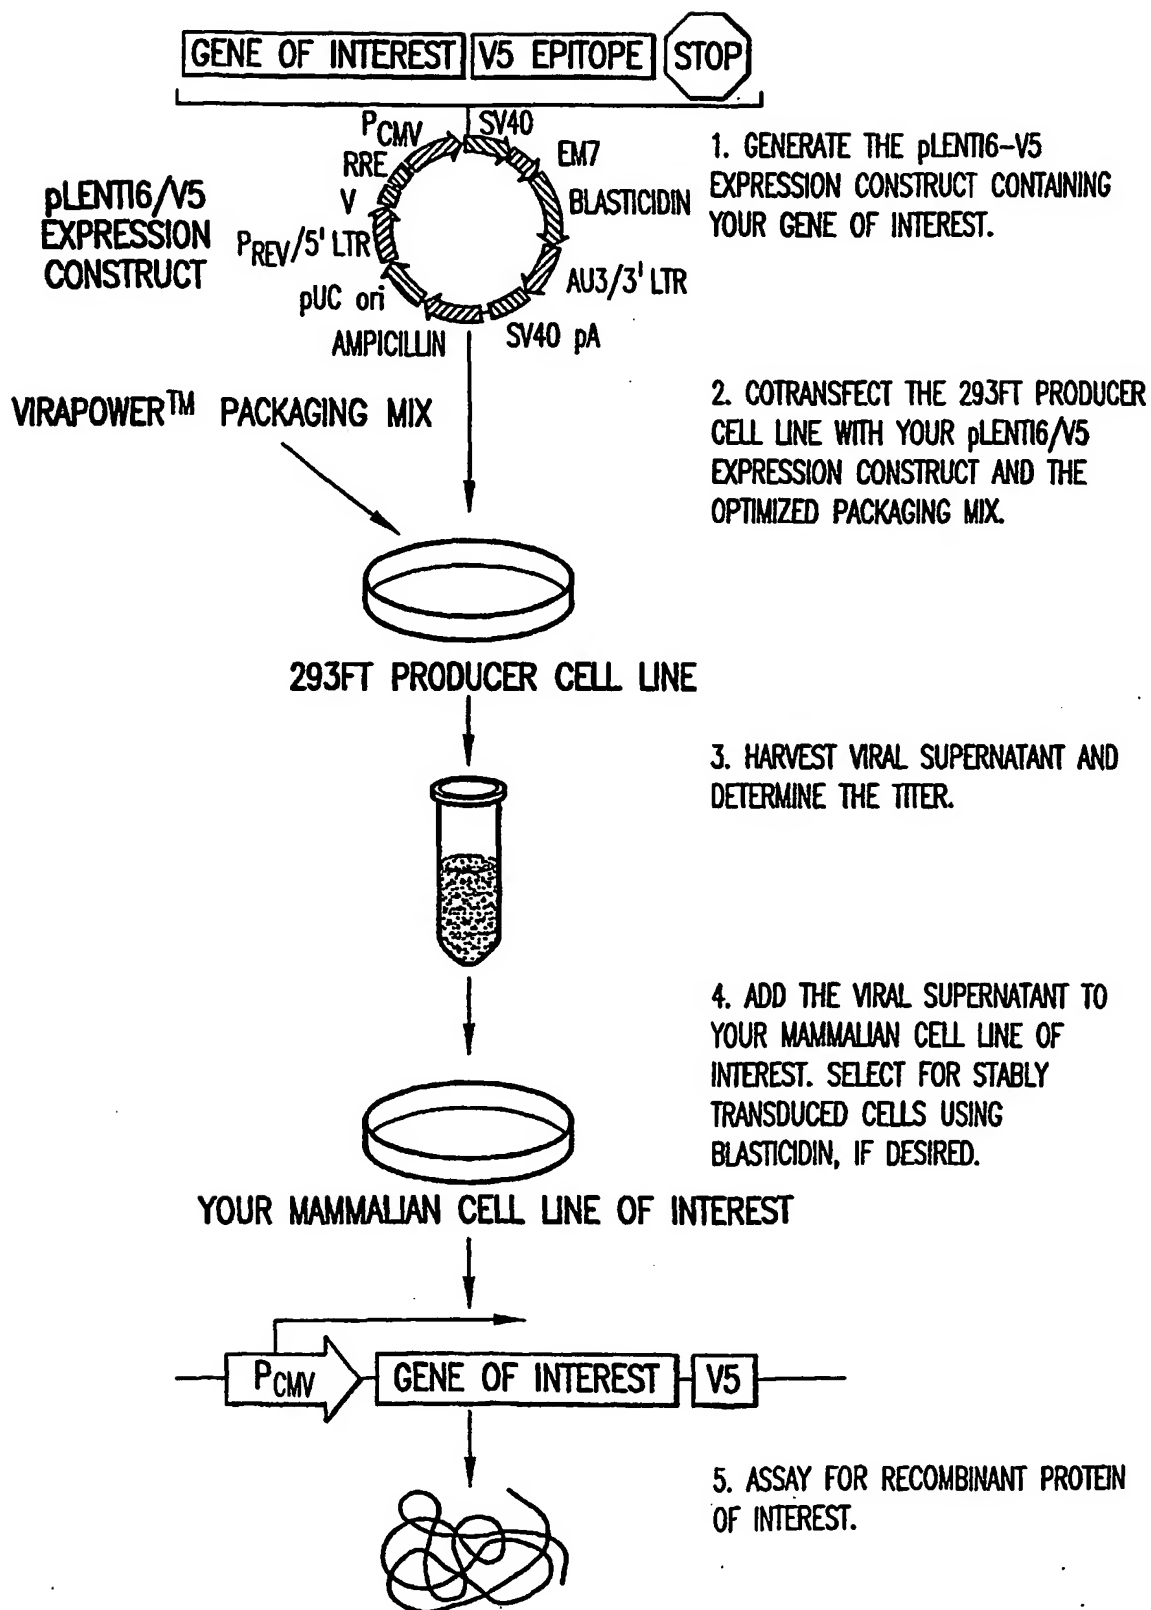 GENE OF INTEREST V5 EPITOPE STOP
PCMV
SV40
RRE
EM7
V
BLASTICIDIN
PREV/5' LTR
AU3/3' LTR
pUC ori
SV40 pA
AMPICILLIN
pLENTI6/V5
EXPRESSION
CONSTRUCT
1. GENERATE THE pLENTI6-V5
EXPRESSION CONSTRUCT CONTAINING
YOUR GENE OF INTEREST.
VIRAPOWER™ PACKAGING MIX
2. COTRANSFECT THE 293FT PRODUCER
CELL LINE WITH YOUR pLENTI6/V5
EXPRESSION CONSTRUCT AND THE
OPTIMIZED PACKAGING MIX.
293FT PRODUCER CELL LINE
3. HARVEST VIRAL SUPERNATANT AND
DETERMINE THE TITER.
4. ADD THE VIRAL SUPERNATANT TO
YOUR MAMMALIAN CELL LINE OF
INTEREST. SELECT FOR STABLY
TRANSDUCED CELLS USING
BLASTICIDIN, IF DESIRED.
YOUR MAMMALIAN CELL LINE OF INTEREST
PCMV GENE OF INTEREST V5
5. ASSAY FOR RECOMBINANT PROTEIN
OF INTEREST.